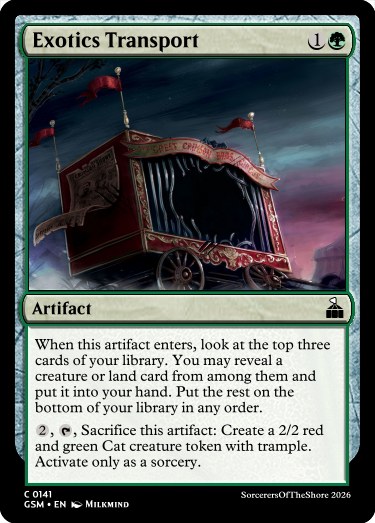 Exotics Transport 1
Artifact
When this artifact enters, look at the top three
cards of your library. You may reveal a
creature or land card from among them and
put it into your hand. Put the rest on the
bottom of your library in any order.
2, , Sacrifice this artifact: Create a 2/2 red
and green Cat creature token with trample.
Activate only as a sorcery.
C 0141
GSM • EN Milkmind
SorcerersOfTheShore 2026